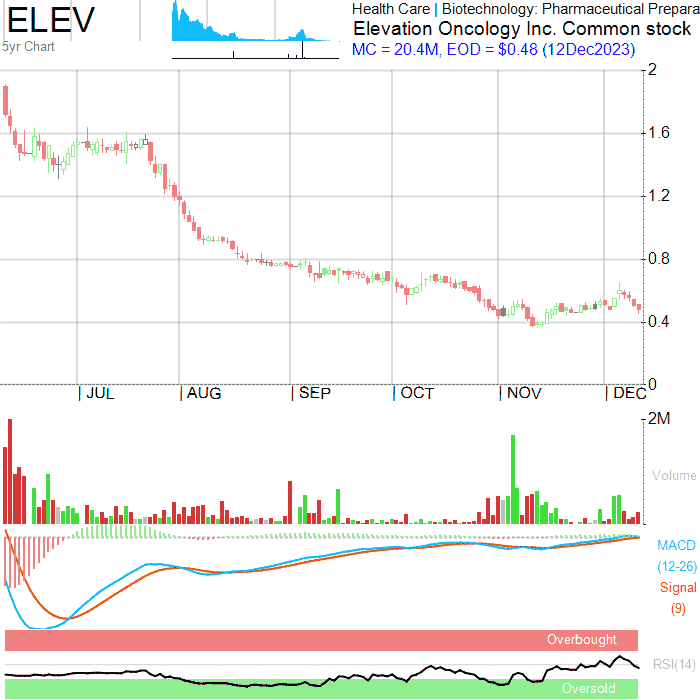 ELEV
5yr Chart
Health Care | Biotechnology: Pharmaceutical Prepara
Elevation Oncology Inc. Common stock
MC = 20.4M, EOD = $0.48 (12Dec2023)
2
1.6
1.2
0.8
0.4
0
JUL AUG SEP OCT NOV DEC
2M
Volume
MACD
(12-26)
Signal
(9)
Overbought
RSI(14)
Oversold